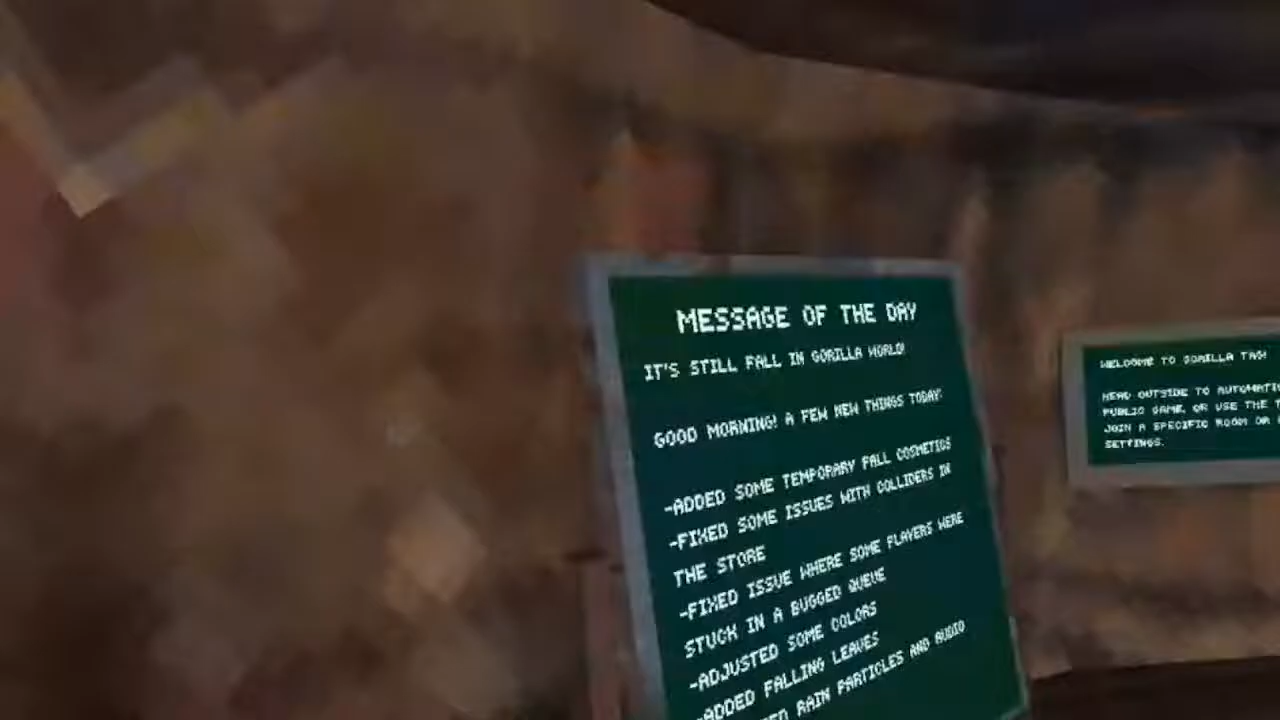 MESSAGE OF THE DAY
IT'S STILL FALL IN GORILLA WORLD!
GOOD MORNING! A FEW NEW THINGS TODAY:
-ADDED SOME TEMPORARY FALL COSMETICS
-FIXED SOME ISSUES WITH COLLIDERS IN
THE STORE
-FIXED ISSUE WHERE SOME PLAYERS WERE
STUCK IN A BUGGED QUEUE
-ADJUSTED SOME COLORS
-ADDED FALLING LEAVES
RAIN PARTICLES AND AUDIO
WELCOME TO GORILLA TAG!
HEAD OUTSIDE TO
PUBLIC GAME, OR USE THE
JOIN A SPECIFIC ROOM OR
SETTINGS.